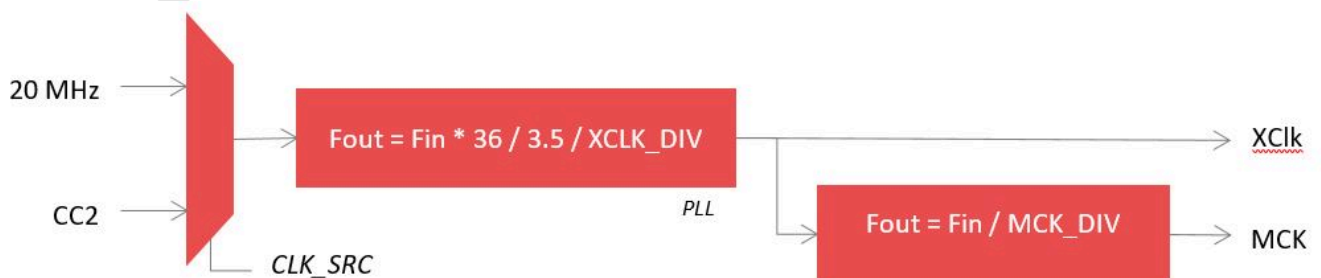 20 MHz
Fout = Fin * 36 / 3.5 / XCLK_DIV
XClk
CC2
PLL
Fout = Fin / MCK_DIV
MCK
CLK_SRC